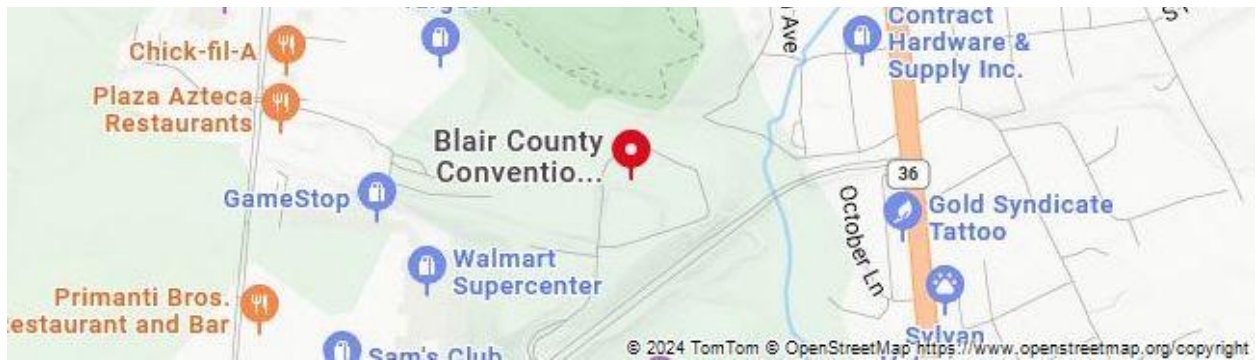 Chick-fil-A
Plaza Azteca
Restaurants
Blair County
Conventio...
GameStop
Walmart
Supercenter
Primanti Bros.
estaurant and Bar
Sam's Club
Ave
Contract
Hardware &
Supply Inc.
36
October Ln
Gold Syndicate
Tattoo
Sylvan
© 2024 TomTom © OpenStreetMap https://www.openstreetmap.org/copyright